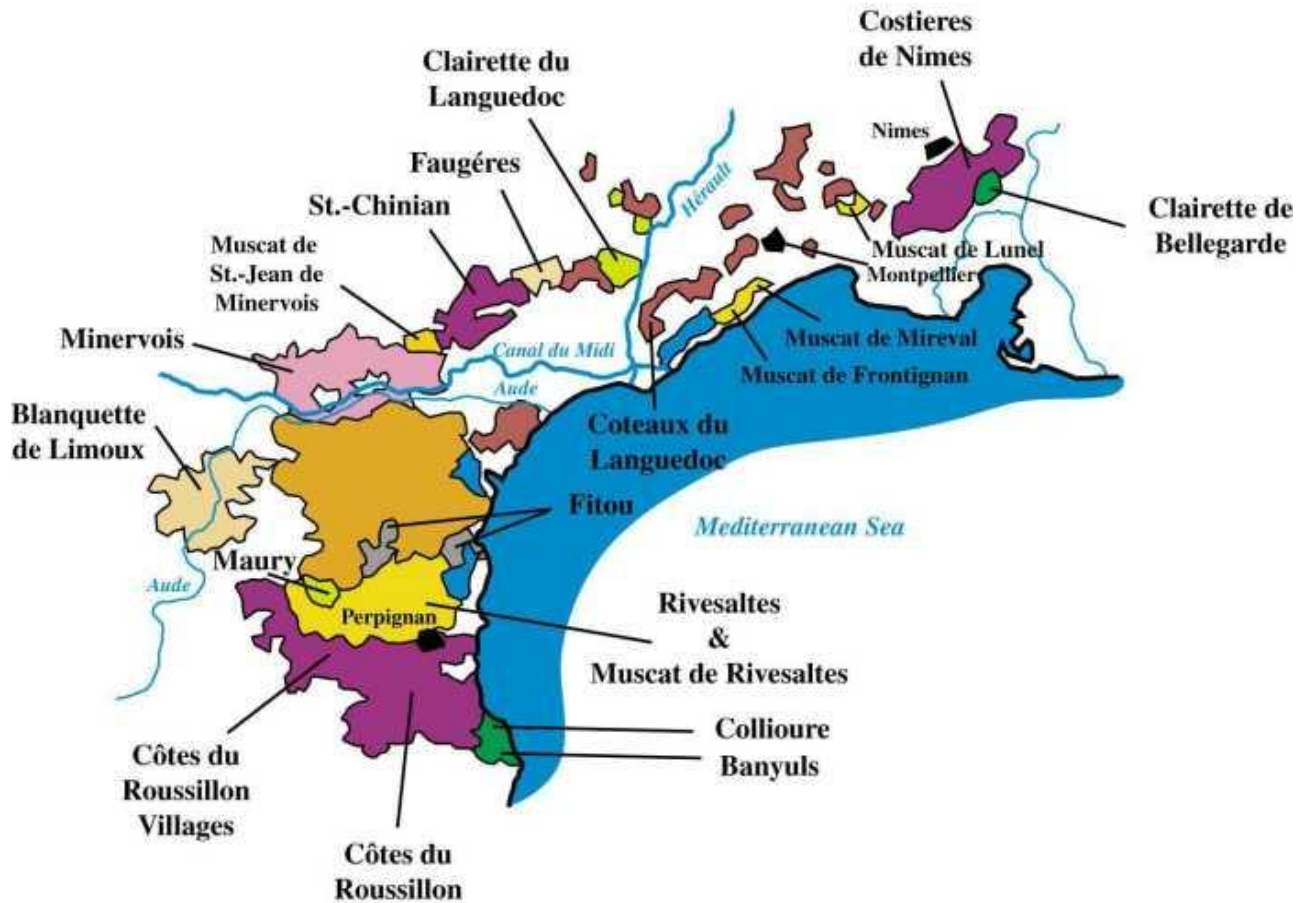 Costieres
de Nimes
Clairette du
Languedoc
Nimes
Faugéres
Hérault
St.-Chinian
Clairette de
Bellegarde
Muscat de
St.-Jean de
Minervois
Muscat de Lunel
Montpellier
Minervois
Canal du Midi
Muscat de Mireval
Muscat de Frontignan
Aude
Blanquette
de Limoux
Coteaux du
Languedoc
Fitou
Mediterranean Sea
Maury
Aude
Perpignan
Rivesaltes
&
Muscat de Rivesaltes
Collioure
Banyuls
Côtes du
Roussillon
Villages
Côtes du
Roussillon